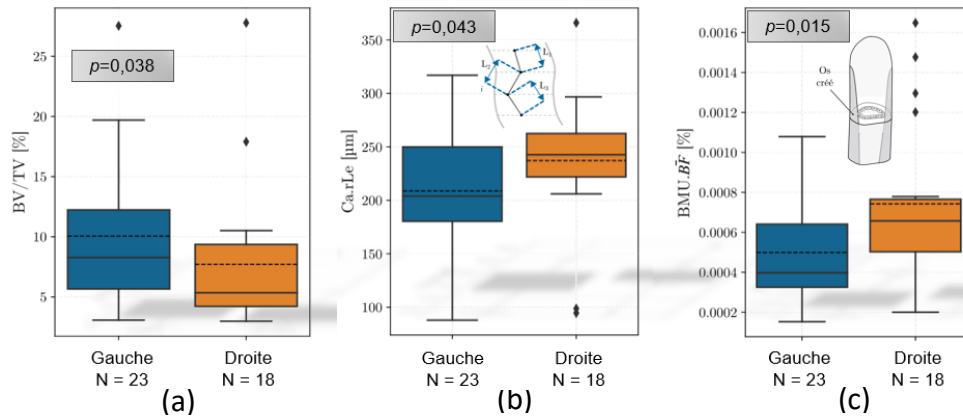 p=0,038
BV/TV [%]
25
20
15
10
5
Gauche
N = 23
Droite
N = 18
(a)
p=0,043
Ca.rLe [µm]
350
300
250
200
150
100
L₂
L₁
L₃
i
Gauche
N = 23
Droite
N = 18
(b)
p=0,015
BMU.B̄F̄ [%]
0.0016
0.0014
0.0012
0.0010
0.0008
0.0006
0.0004
0.0002
Os
créé
Gauche
N = 23
Droite
N = 18
(c)